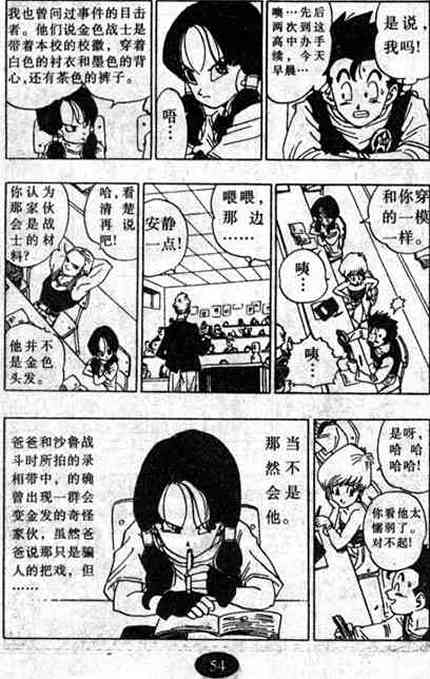 是说，
我吗！
噢…先后
两次到这
高中办手
续，今天
早晨…
唔…
我也曾问过事件的目击
者。他们说金色战士是
带着本校的校徽，穿着
白色的衬衣和墨色的背
心，还有茶色的裤子。
和你穿
的一模
一样。
咦…
咦…
喂喂，
那边
……
安静
一点！
哈，看
清楚
再说
吧！
你认为
那家伙
会是战
士的材
料？
他并不
是金色
头发。
是呀，
哈哈
哈哈！
你看他太
懦弱了。
对不起！
那当
然不
会是
他。
爸爸和沙鲁战
斗时所拍的录
相带中，的确
曾出现一群会
变金发的奇怪
家伙，虽然爸
爸说那只是骗
人的把戏，但
……
54